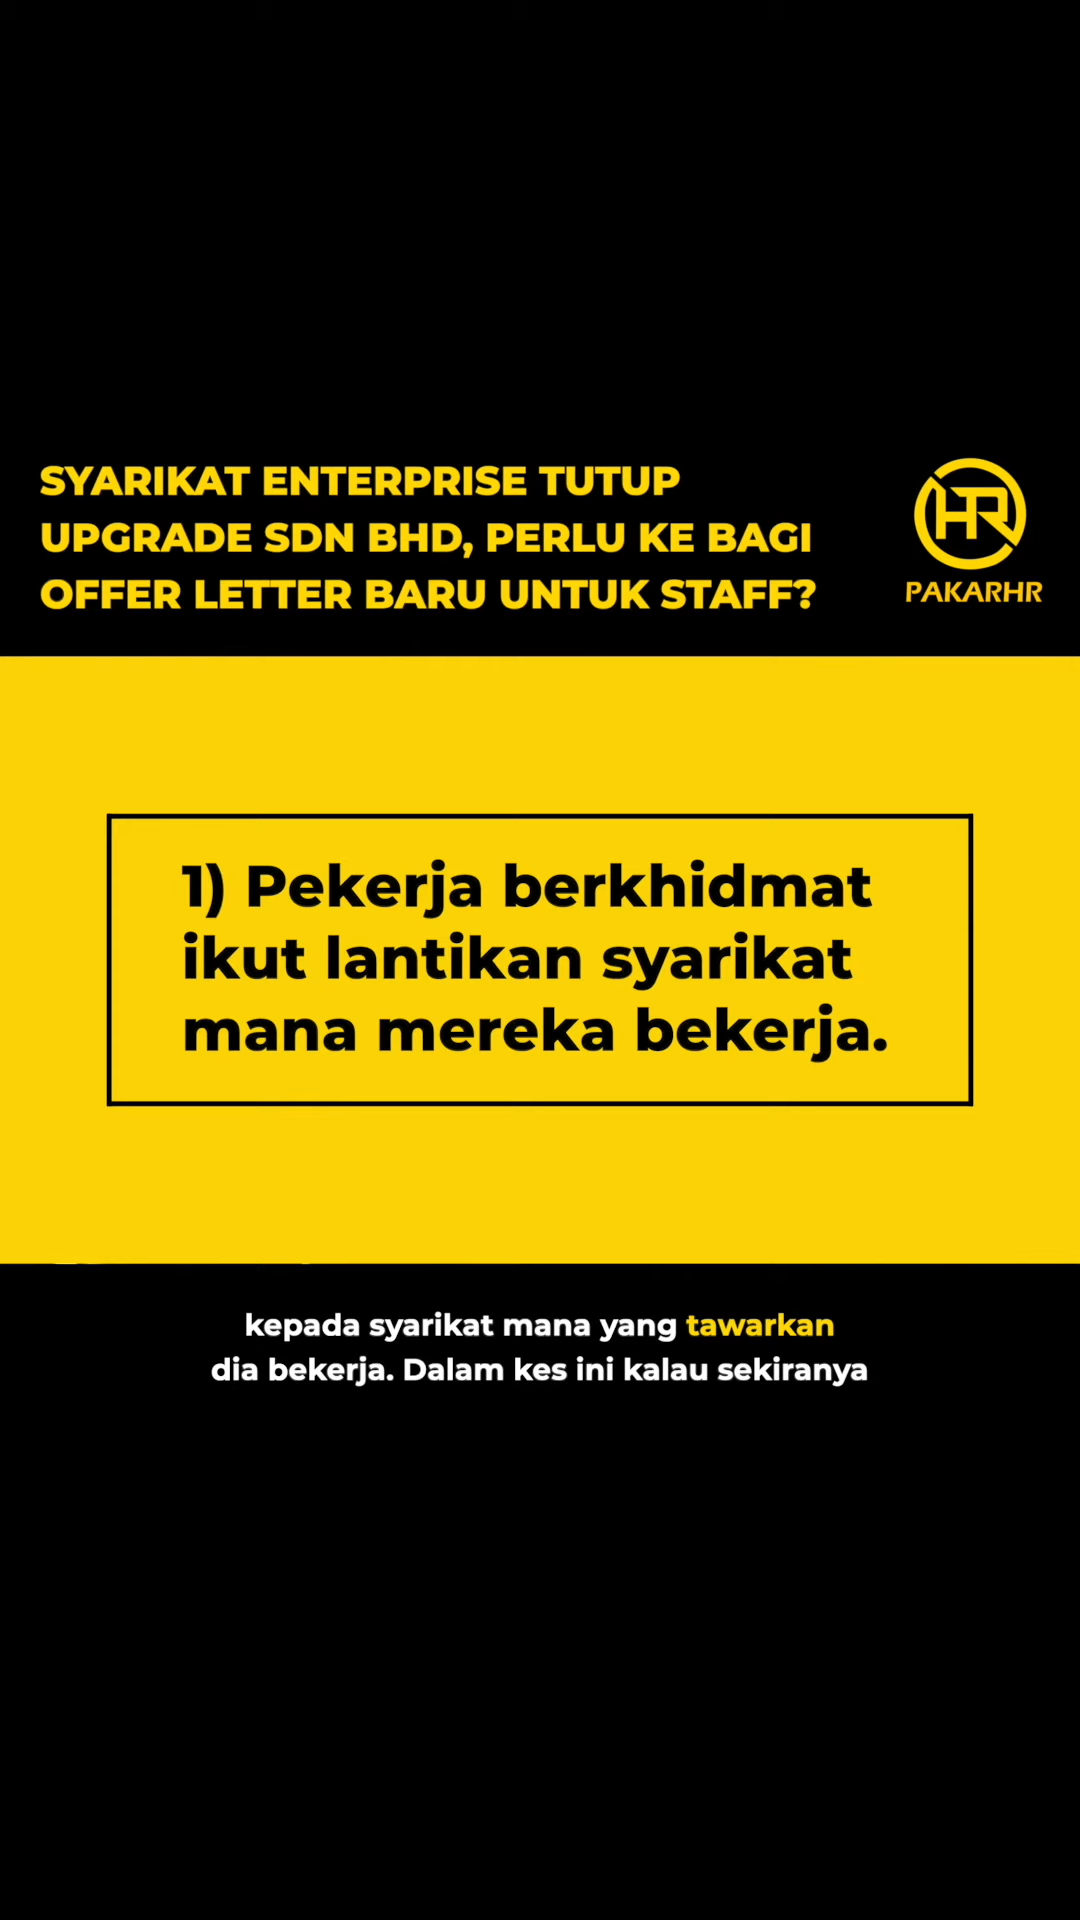 SYARIKAT ENTERPRISE TUTUP
UPGRADE SDN BHD, PERLU KE BAGI
OFFER LETTER BARU UNTUK STAFF?
HR
PAKARHR
1) Pekerja berkhidmat
ikut lantikan syarikat
mana mereka bekerja.
kepada syarikat mana yang tawarkan
dia bekerja. Dalam kes ini kalau sekiranya